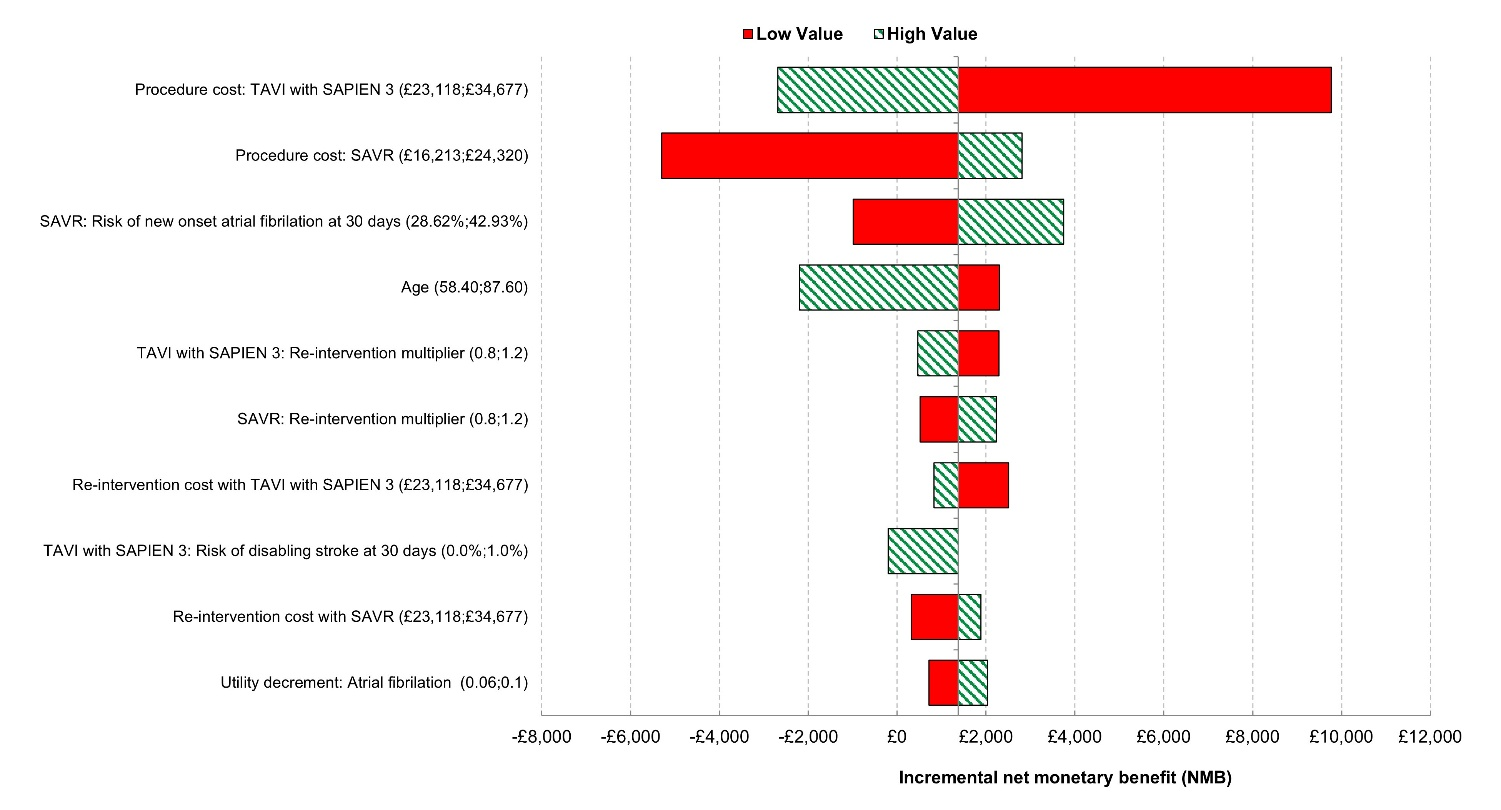 Low Value High Value
Procedure cost: TAVI with SAPIEN 3 (£23,118;£34,677)
Procedure cost: SAVR (£16,213;£24,320)
SAVR: Risk of new onset atrial fibrilation at 30 days (28.62%;42.93%)
Age (58.40;87.60)
TAVI with SAPIEN 3: Re-intervention multiplier (0.8;1.2)
SAVR: Re-intervention multiplier (0.8;1.2)
Re-intervention cost with TAVI with SAPIEN 3 (£23,118;£34,677)
TAVI with SAPIEN 3: Risk of disabling stroke at 30 days (0.0%;1.0%)
Re-intervention cost with SAVR (£23,118;£34,677)
Utility decrement: Atrial fibrilation (0.06;0.1)
-£8,000 -£6,000 -£4,000 -£2,000 £0 £2,000 £4,000 £6,000 £8,000 £10,000 £12,000
Incremental net monetary benefit (NMB)